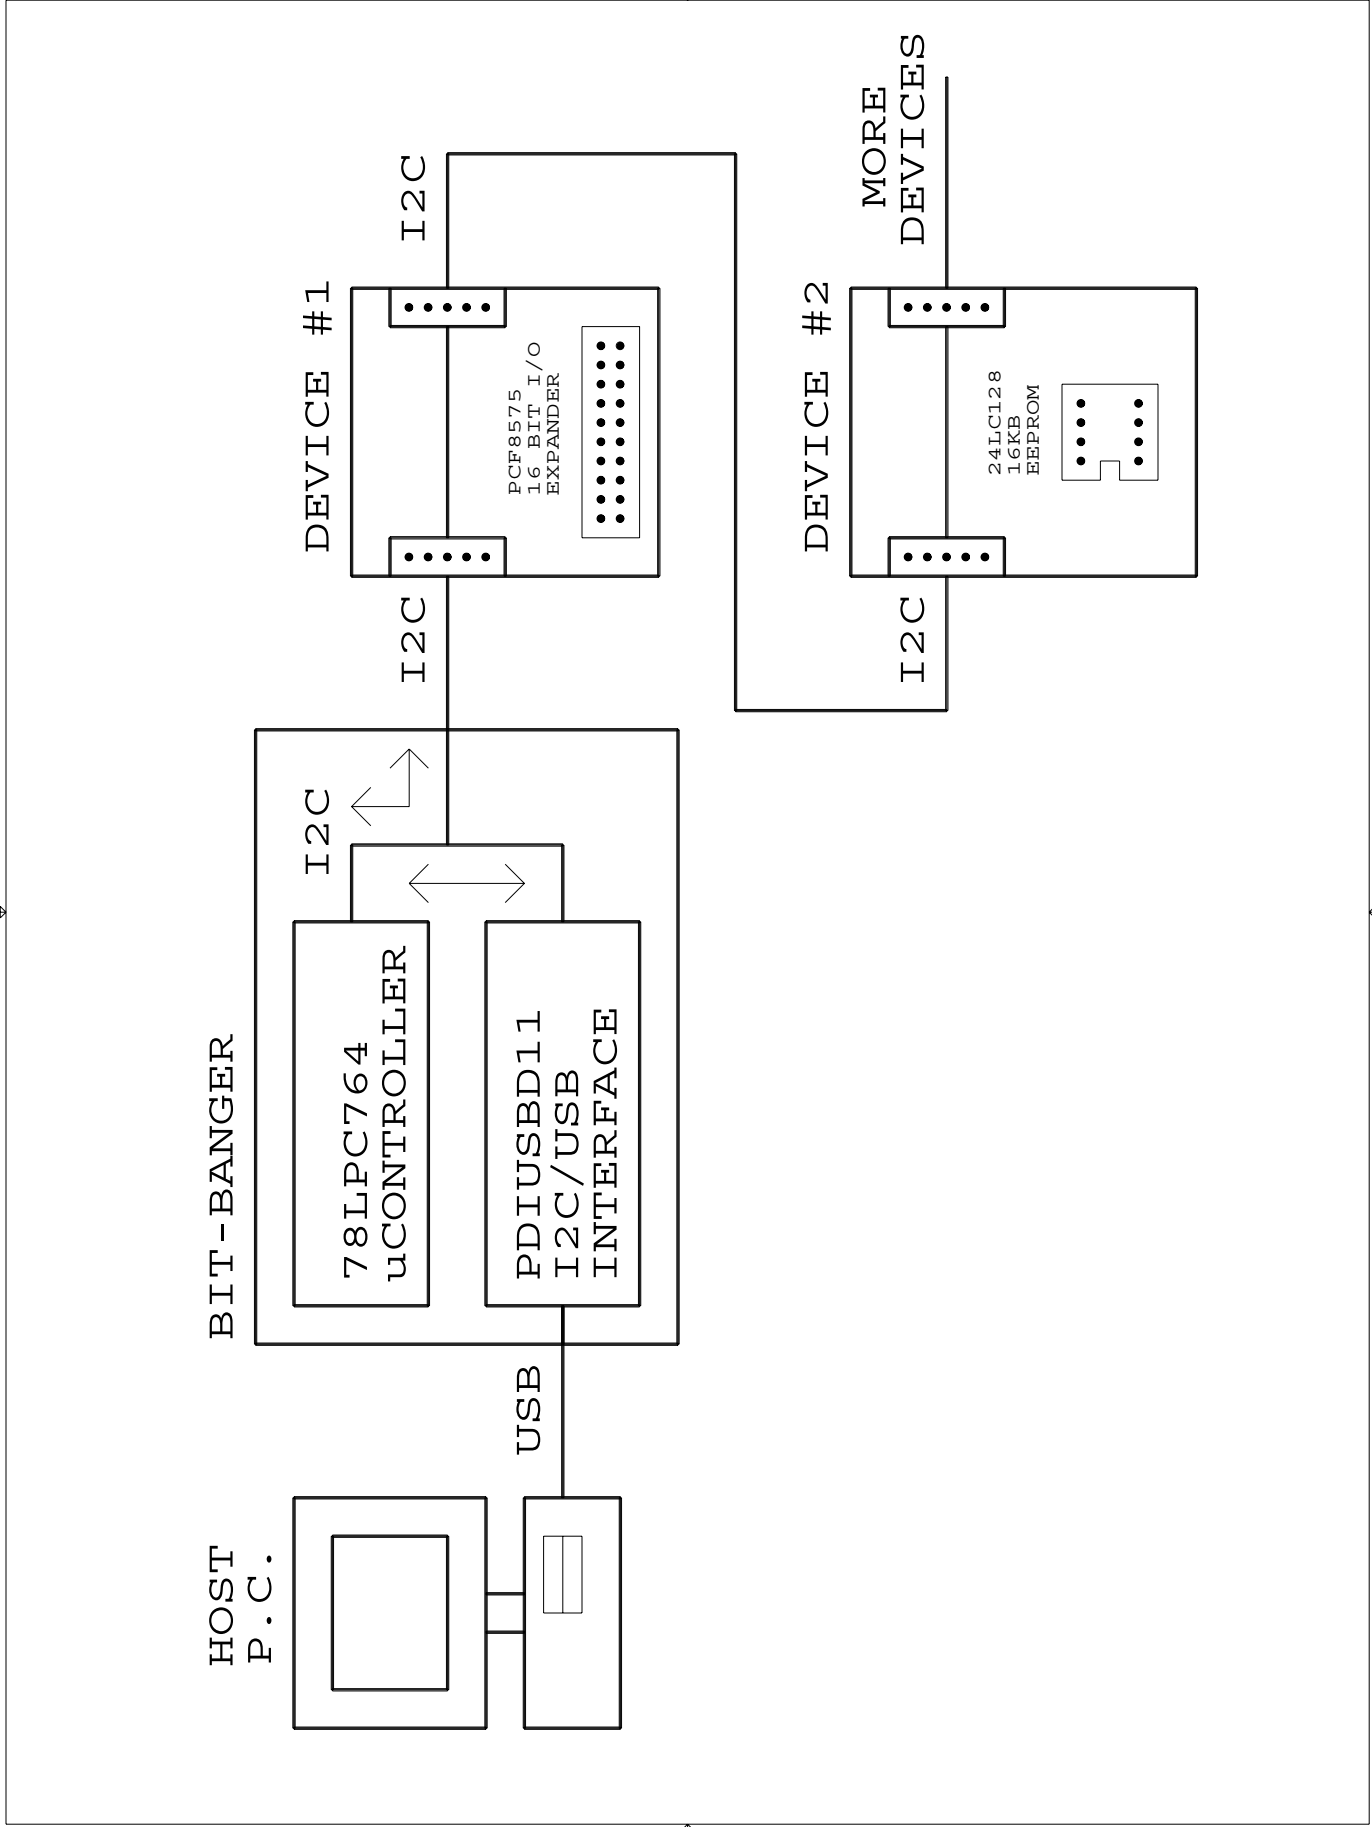 HOST
P.C.
USB
BIT-BANGER
78LPC764
uCONTROLLER
PDIUSBD11
I2C/USB
INTERFACE
I2C
I2C
DEVICE #1
PCF8575
16 BIT I/O
EXPANDER
I2C
I2C
DEVICE #2
24LC128
16KB
EEPROM
MORE
DEVICES